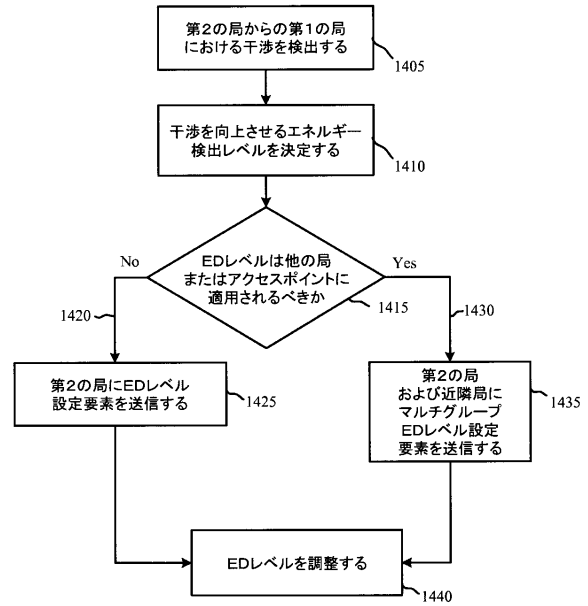 第2の局からの第1の局
における干渉を検出する
1405
干渉を向上させるエネルギー
検出レベルを決定する
1410
EDレベルは他の局
またはアクセスポイントに
適用されるべきか
1415
No
Yes
1420
1430
第2の局にEDレベル
設定要素を送信する
1425
第2の局
および近隣局に
マルチグループ
EDレベル設定
要素を送信する
1435
EDレベルを調整する
1440